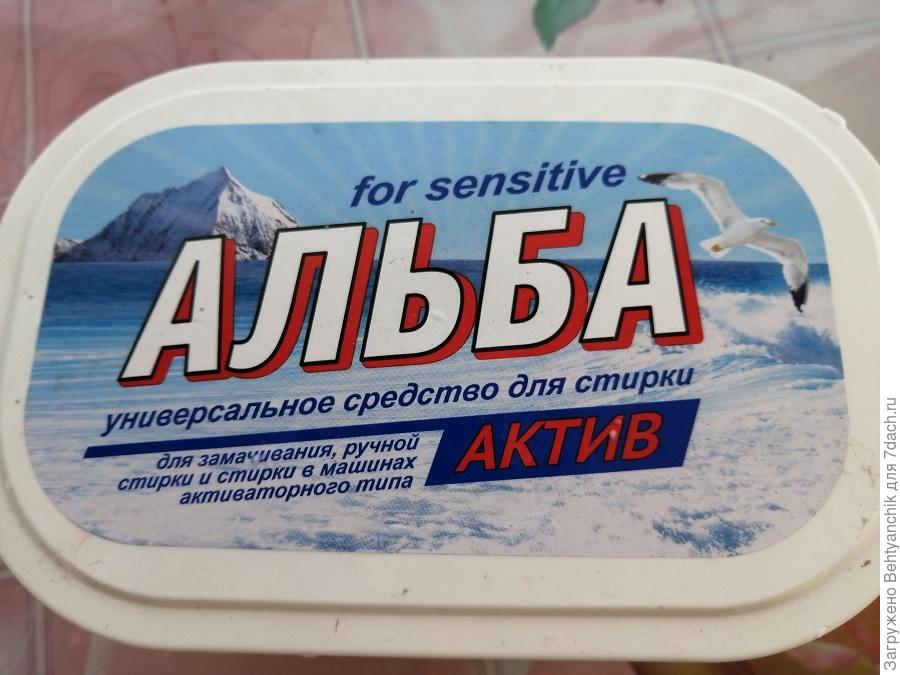 for sensitive
АЛЬБА
универсальное средство для стирки
для замачивания, ручной
стирки и стирки в машинах
активаторного типа
АКТИВ
Загружено Behtyanchik для 7dach.ru